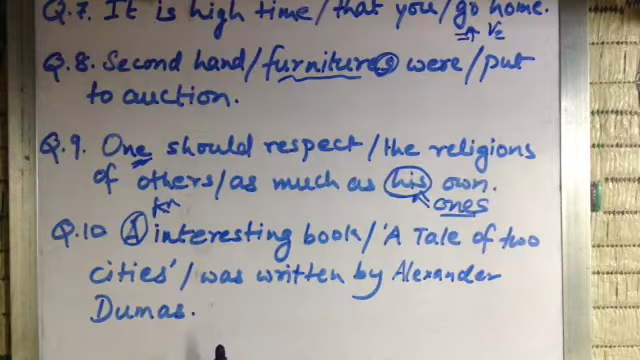 Q.7. It is high time/that you/go home.
→ V2
Q.8. Second hand/furnitures were/put
to auction.
Q.9. One should respect/the religions
of others/as much as his own.
ones
Q.10 A interesting book/'A Tale of two
cities'/was written by Alexander
Dumas.